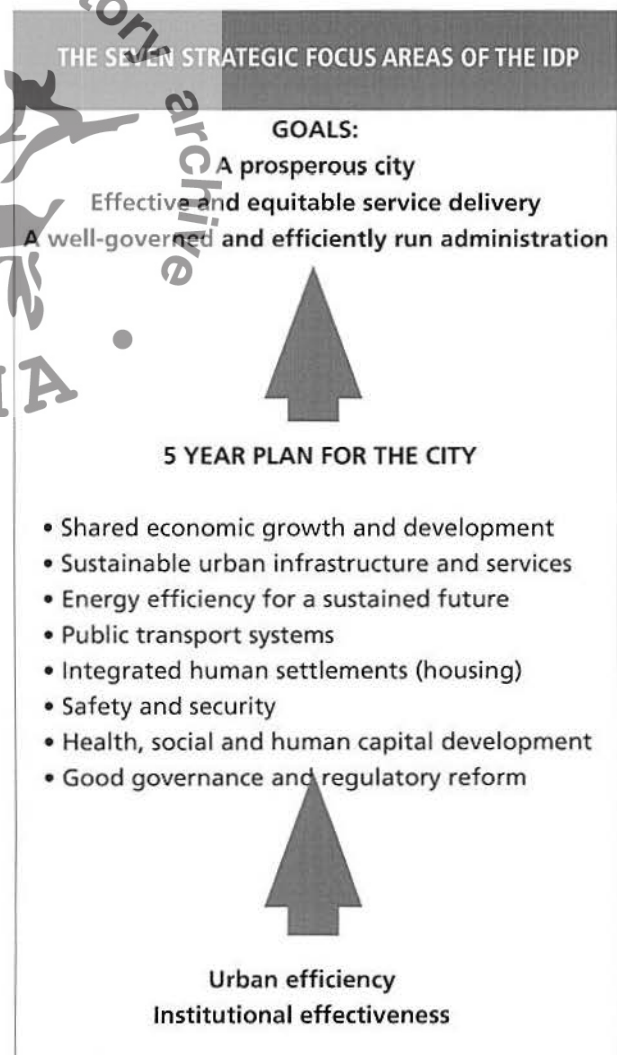 tory archive
THE SEVEN STRATEGIC FOCUS AREAS OF THE IDP
GOALS:
A prosperous city
Effective and equitable service delivery
A well-governed and efficiently run administration
5 YEAR PLAN FOR THE CITY
• Shared economic growth and development
• Sustainable urban infrastructure and services
• Energy efficiency for a sustained future
• Public transport systems
• Integrated human settlements (housing)
• Safety and security
• Health, social and human capital development
• Good governance and regulatory reform
Urban efficiency
Institutional effectiveness